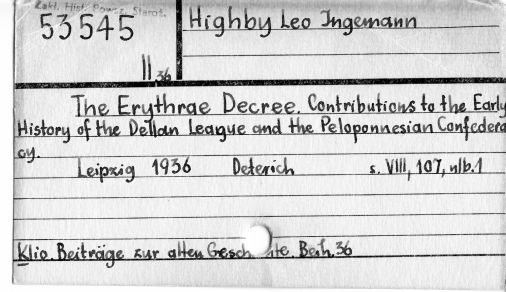 Zakł. Hist. Powsz. Staroż.
53545
II 36
Highby Leo Ingemann
The Erythrae Decree. Contributions to the Early
History of the Delian League and the Peloponnesian Confedera
cy.
Leipzig 1936 Deterich s. VIII, 107, nlb. 1
Klio. Beiträge zur alten Gesch te. Beih. 36